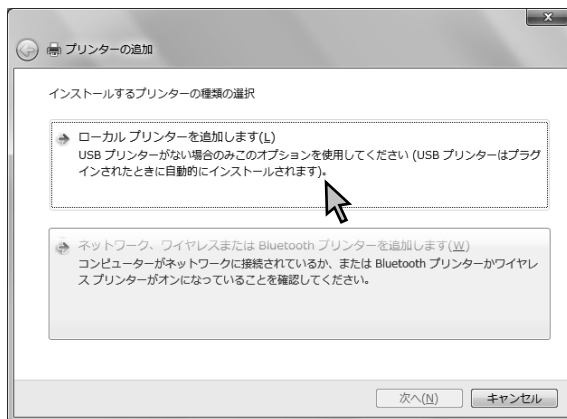 プリンターの追加
インストールするプリンターの種類の選択
ローカル プリンターを追加します(L)
USB プリンターがない場合のみこのオプションを使用してください (USB プリンターはプラグ
インされたときに自動的にインストールされます)。
ネットワーク、ワイヤレスまたは Bluetooth プリンターを追加します(W)
コンピューターがネットワークに接続されているか、または Bluetooth プリンターかワイヤレ
ス プリンターがオンになっていることを確認してください。
次へ(N) キャンセル